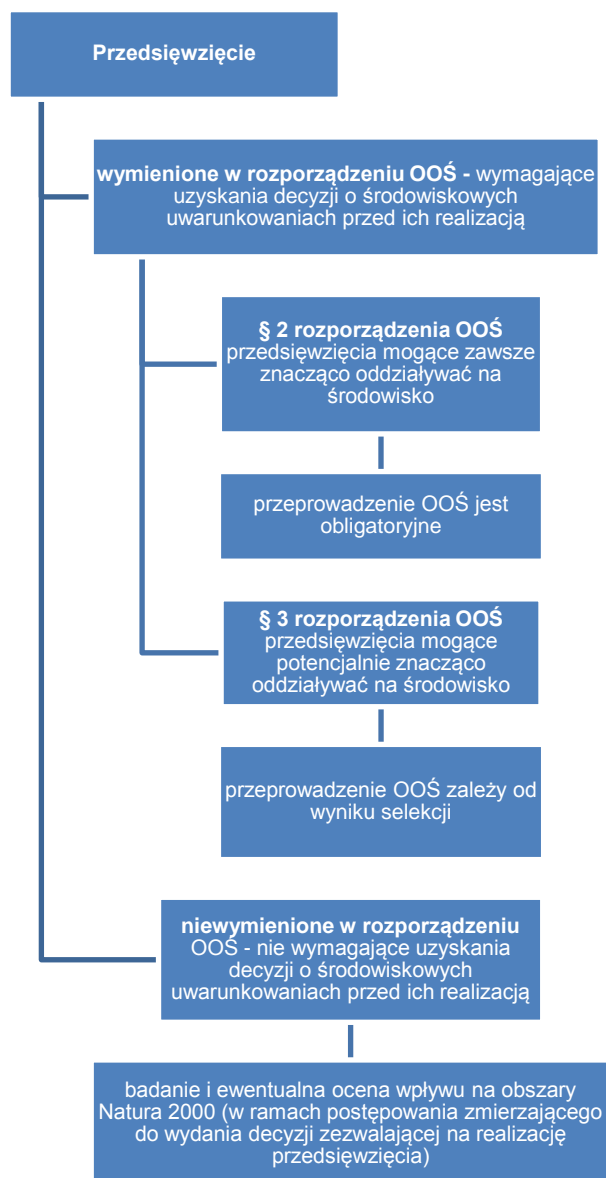 Przedsięwzięcie
wymienione w rozporządzeniu OOŚ - wymagające
uzyskania decyzji o środowiskowych
uwarunkowaniach przed ich realizacją
§ 2 rozporządzenia OOŚ
przedsięwzięcia mogące zawsze
znacząco oddziaływać na
środowisko
przeprowadzenie OOŚ jest
obligatoryjne
§ 3 rozporządzenia OOŚ
przedsięwzięcia mogące
potencjalnie znacząco
oddziaływać na środowisko
przeprowadzenie OOŚ zależy od
wyniku selekcji
niewymienione w rozporządzeniu
OOŚ - nie wymagające uzyskania
decyzji o środowiskowych
uwarunkowaniach przed ich realizacją
badanie i ewentualna ocena wpływu na obszary
Natura 2000 (w ramach postępowania zmierzającego
do wydania decyzji zezwalającej na realizację
przedsięwzięcia)